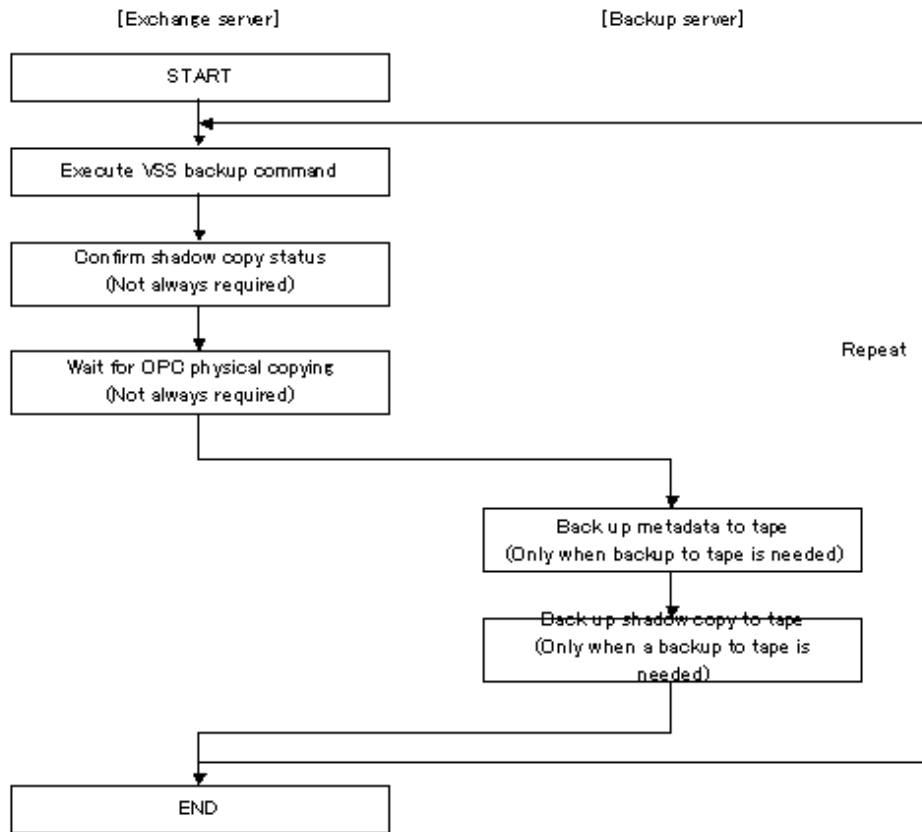 [Exchange server]
[Backup server]
START
Execute VSS backup command
Confirm shadow copy status
(Not always required)
Wait for OPC physical copying
(Not always required)
Repeat
Back up metadata to tape
(Only when backup to tape is needed)
Back up shadow copy to tape
(Only when a backup to tape is
needed)
END